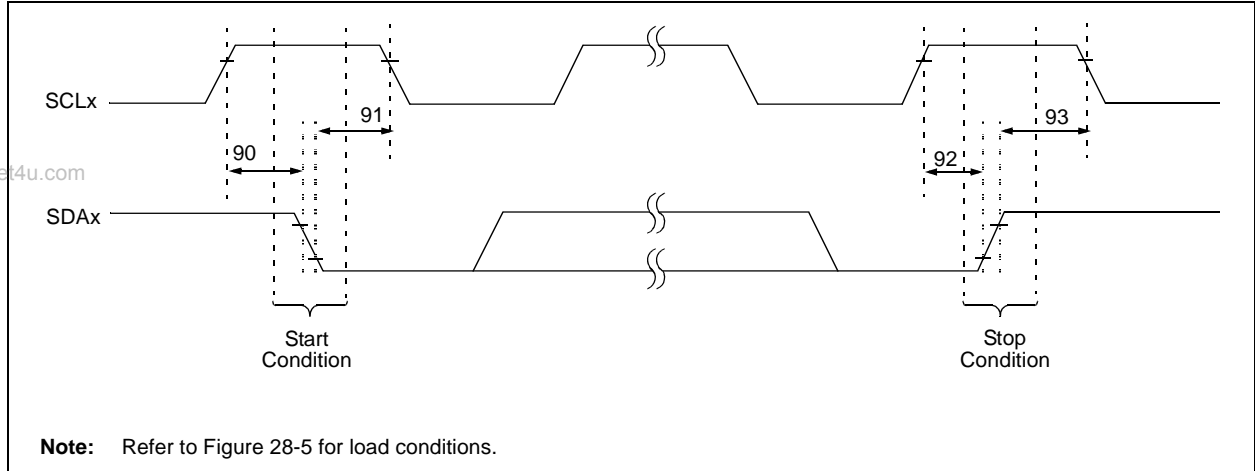 SCLx
91
93
90
92
et4u.com
SDAx
Start
Condition
Stop
Condition
Note: Refer to Figure 28-5 for load conditions.